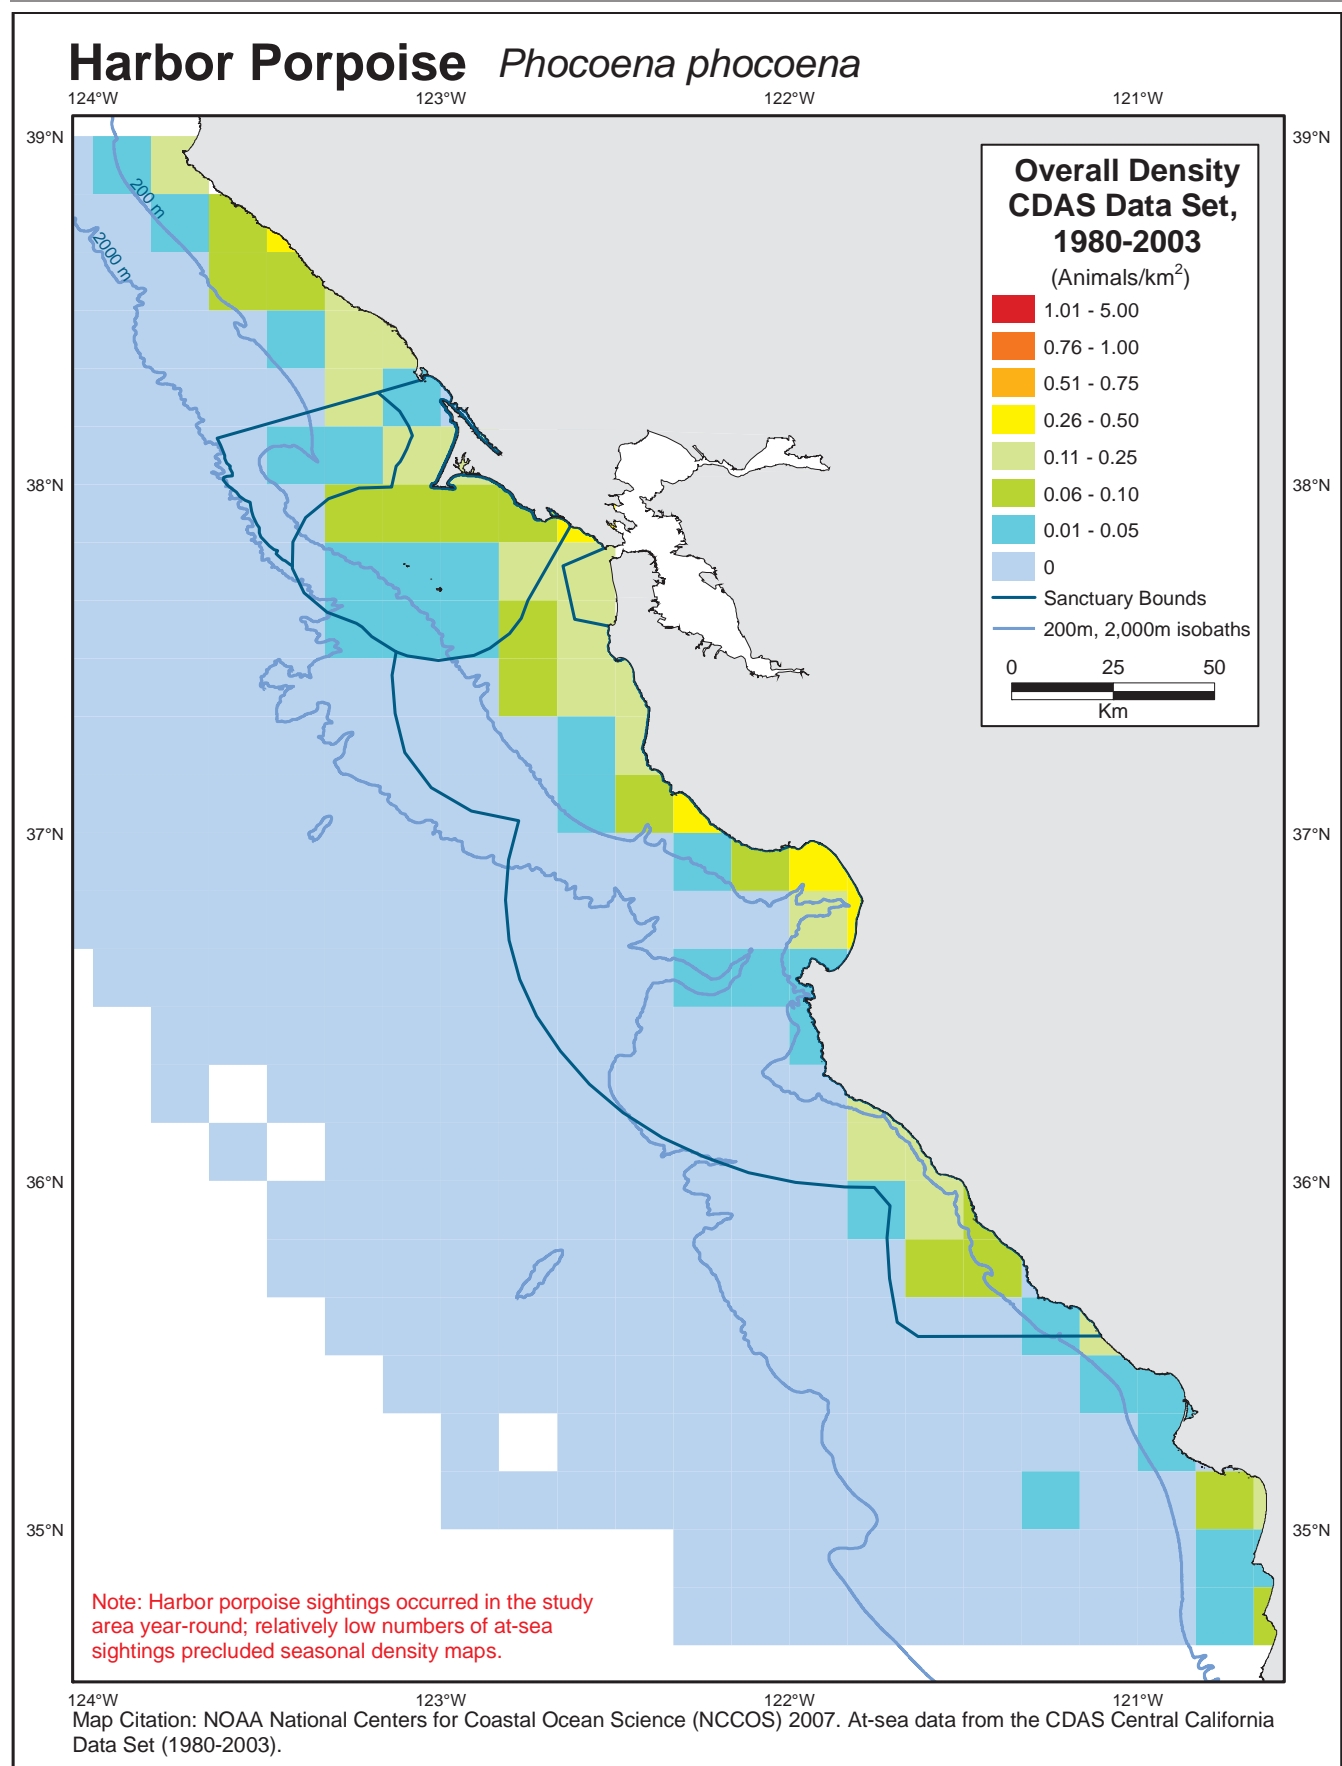 Harbor Porpoise Phocoena phocoena
124°W 123°W 122°W 121°W
39°N 39°N
200 m
2000 m
Overall Density
CDAS Data Set,
1980-2003
(Animals/km²)
1.01 - 5.00
0.76 - 1.00
0.51 - 0.75
0.26 - 0.50
0.11 - 0.25
0.06 - 0.10
0.01 - 0.05
0
Sanctuary Bounds
200m, 2,000m isobaths
0 25 50
Km
38°N 38°N
37°N 37°N
36°N 36°N
35°N 35°N
Note: Harbor porpoise sightings occurred in the study
area year-round; relatively low numbers of at-sea
sightings precluded seasonal density maps.
124°W 123°W 122°W 121°W
Map Citation: NOAA National Centers for Coastal Ocean Science (NCCOS) 2007. At-sea data from the CDAS Central California
Data Set (1980-2003).